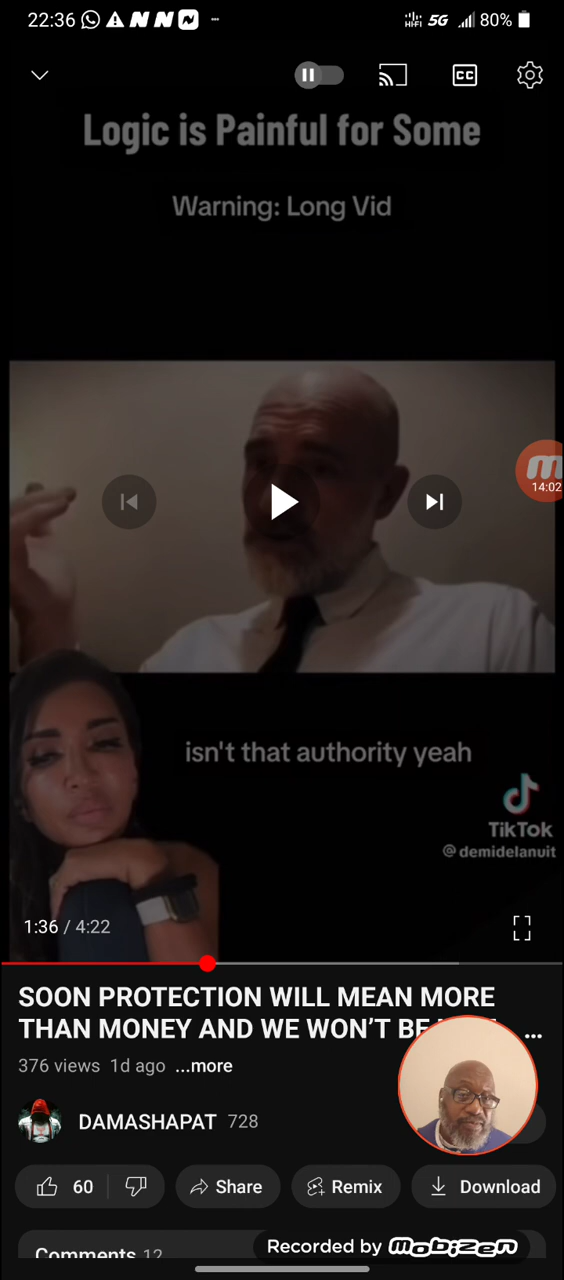 22:36
5G
80%
CC
Logic is Painful for Some
Warning: Long Vid
14:02
isn't that authority yeah
TikTok
@demidelanuit
1:36 / 4:22
SOON PROTECTION WILL MEAN MORE
THAN MONEY AND WE WON'T BE ...
376 views 1d ago ...more
DAMASHAPAT 728
60
Share
Remix
Download
Comments 12
Recorded by Mobizen